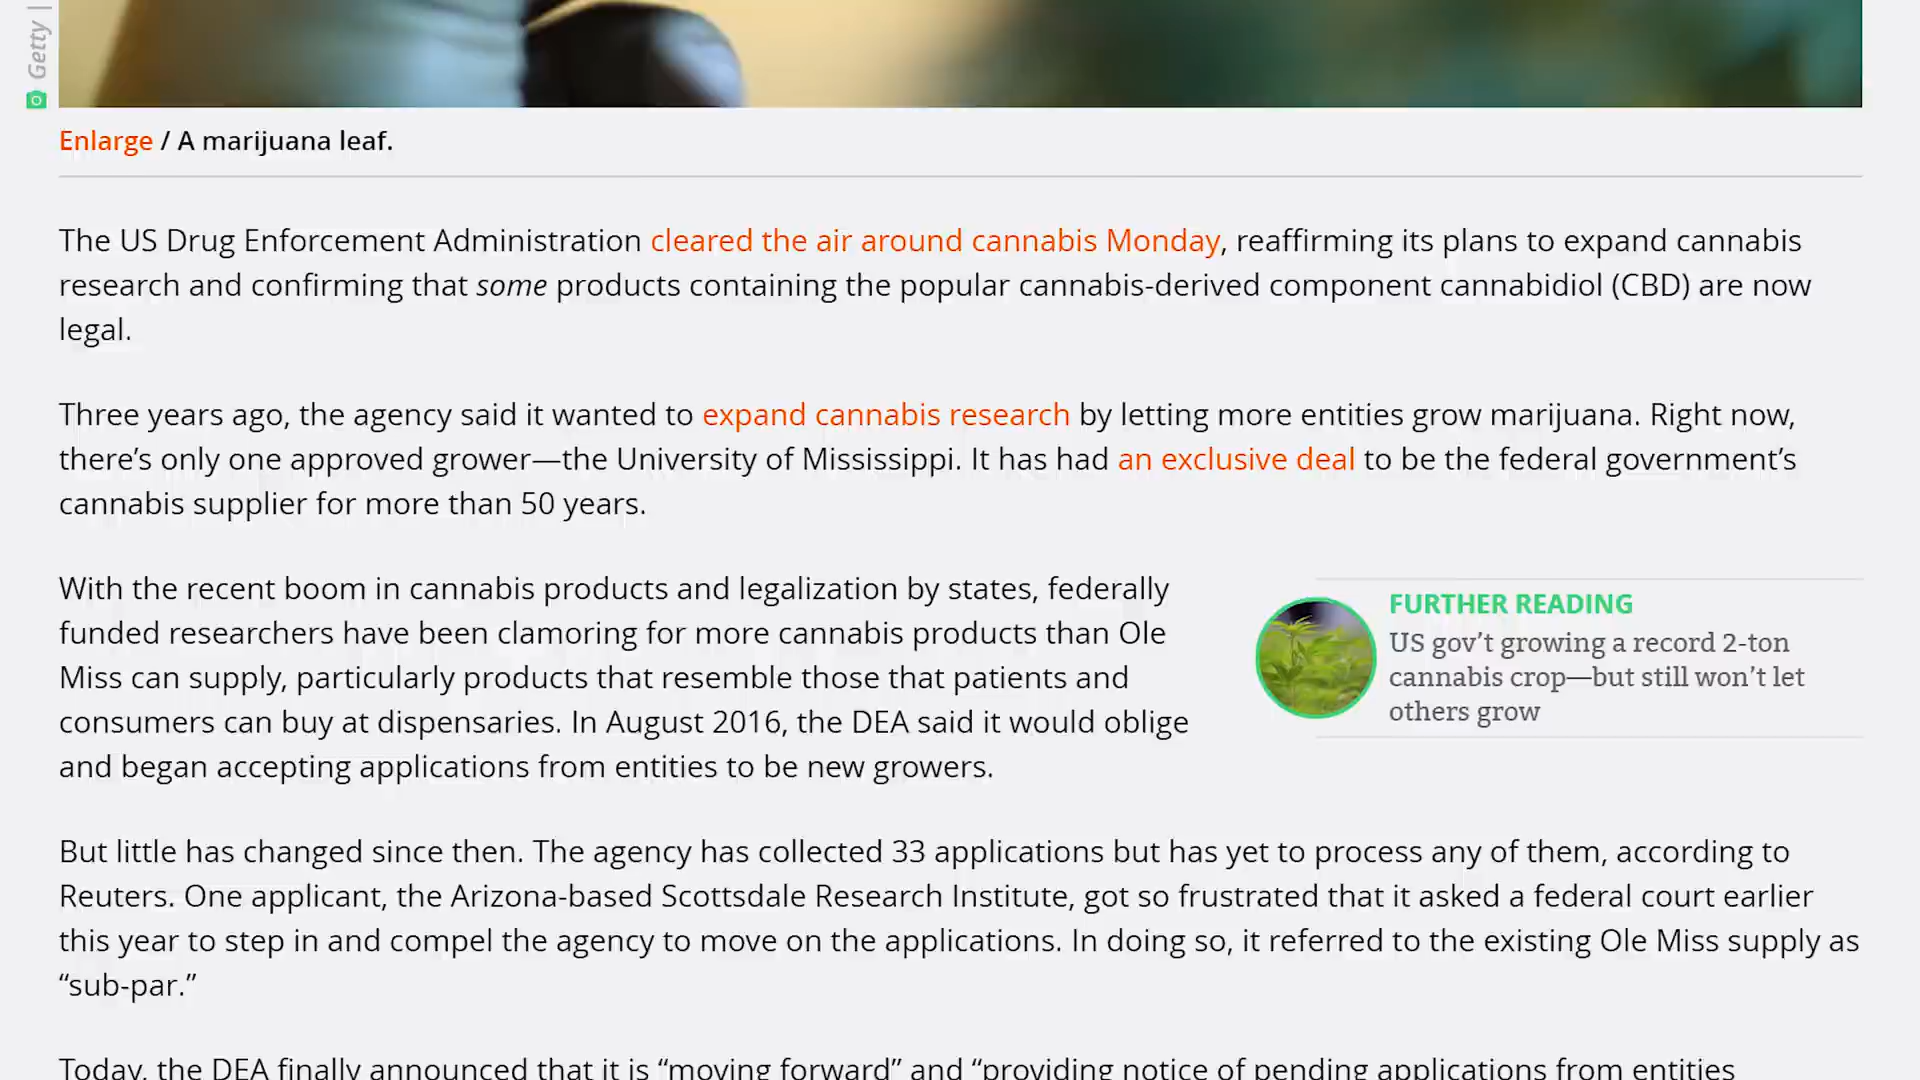 Getty |
Enlarge / A marijuana leaf.
The US Drug Enforcement Administration cleared the air around cannabis Monday, reaffirming its plans to expand cannabis
research and confirming that some products containing the popular cannabis-derived component cannabidiol (CBD) are now
legal.
Three years ago, the agency said it wanted to expand cannabis research by letting more entities grow marijuana. Right now,
there’s only one approved grower—the University of Mississippi. It has had an exclusive deal to be the federal government’s
cannabis supplier for more than 50 years.
With the recent boom in cannabis products and legalization by states, federally
funded researchers have been clamoring for more cannabis products than Ole
Miss can supply, particularly products that resemble those that patients and
consumers can buy at dispensaries. In August 2016, the DEA said it would oblige
and began accepting applications from entities to be new growers.
FURTHER READING
US gov’t growing a record 2-ton
cannabis crop—but still won’t let
others grow
But little has changed since then. The agency has collected 33 applications but has yet to process any of them, according to
Reuters. One applicant, the Arizona-based Scottsdale Research Institute, got so frustrated that it asked a federal court earlier
this year to step in and compel the agency to move on the applications. In doing so, it referred to the existing Ole Miss supply as
“sub-par.”
Today, the DEA finally announced that it is “moving forward” and “providing notice of pending applications from entities